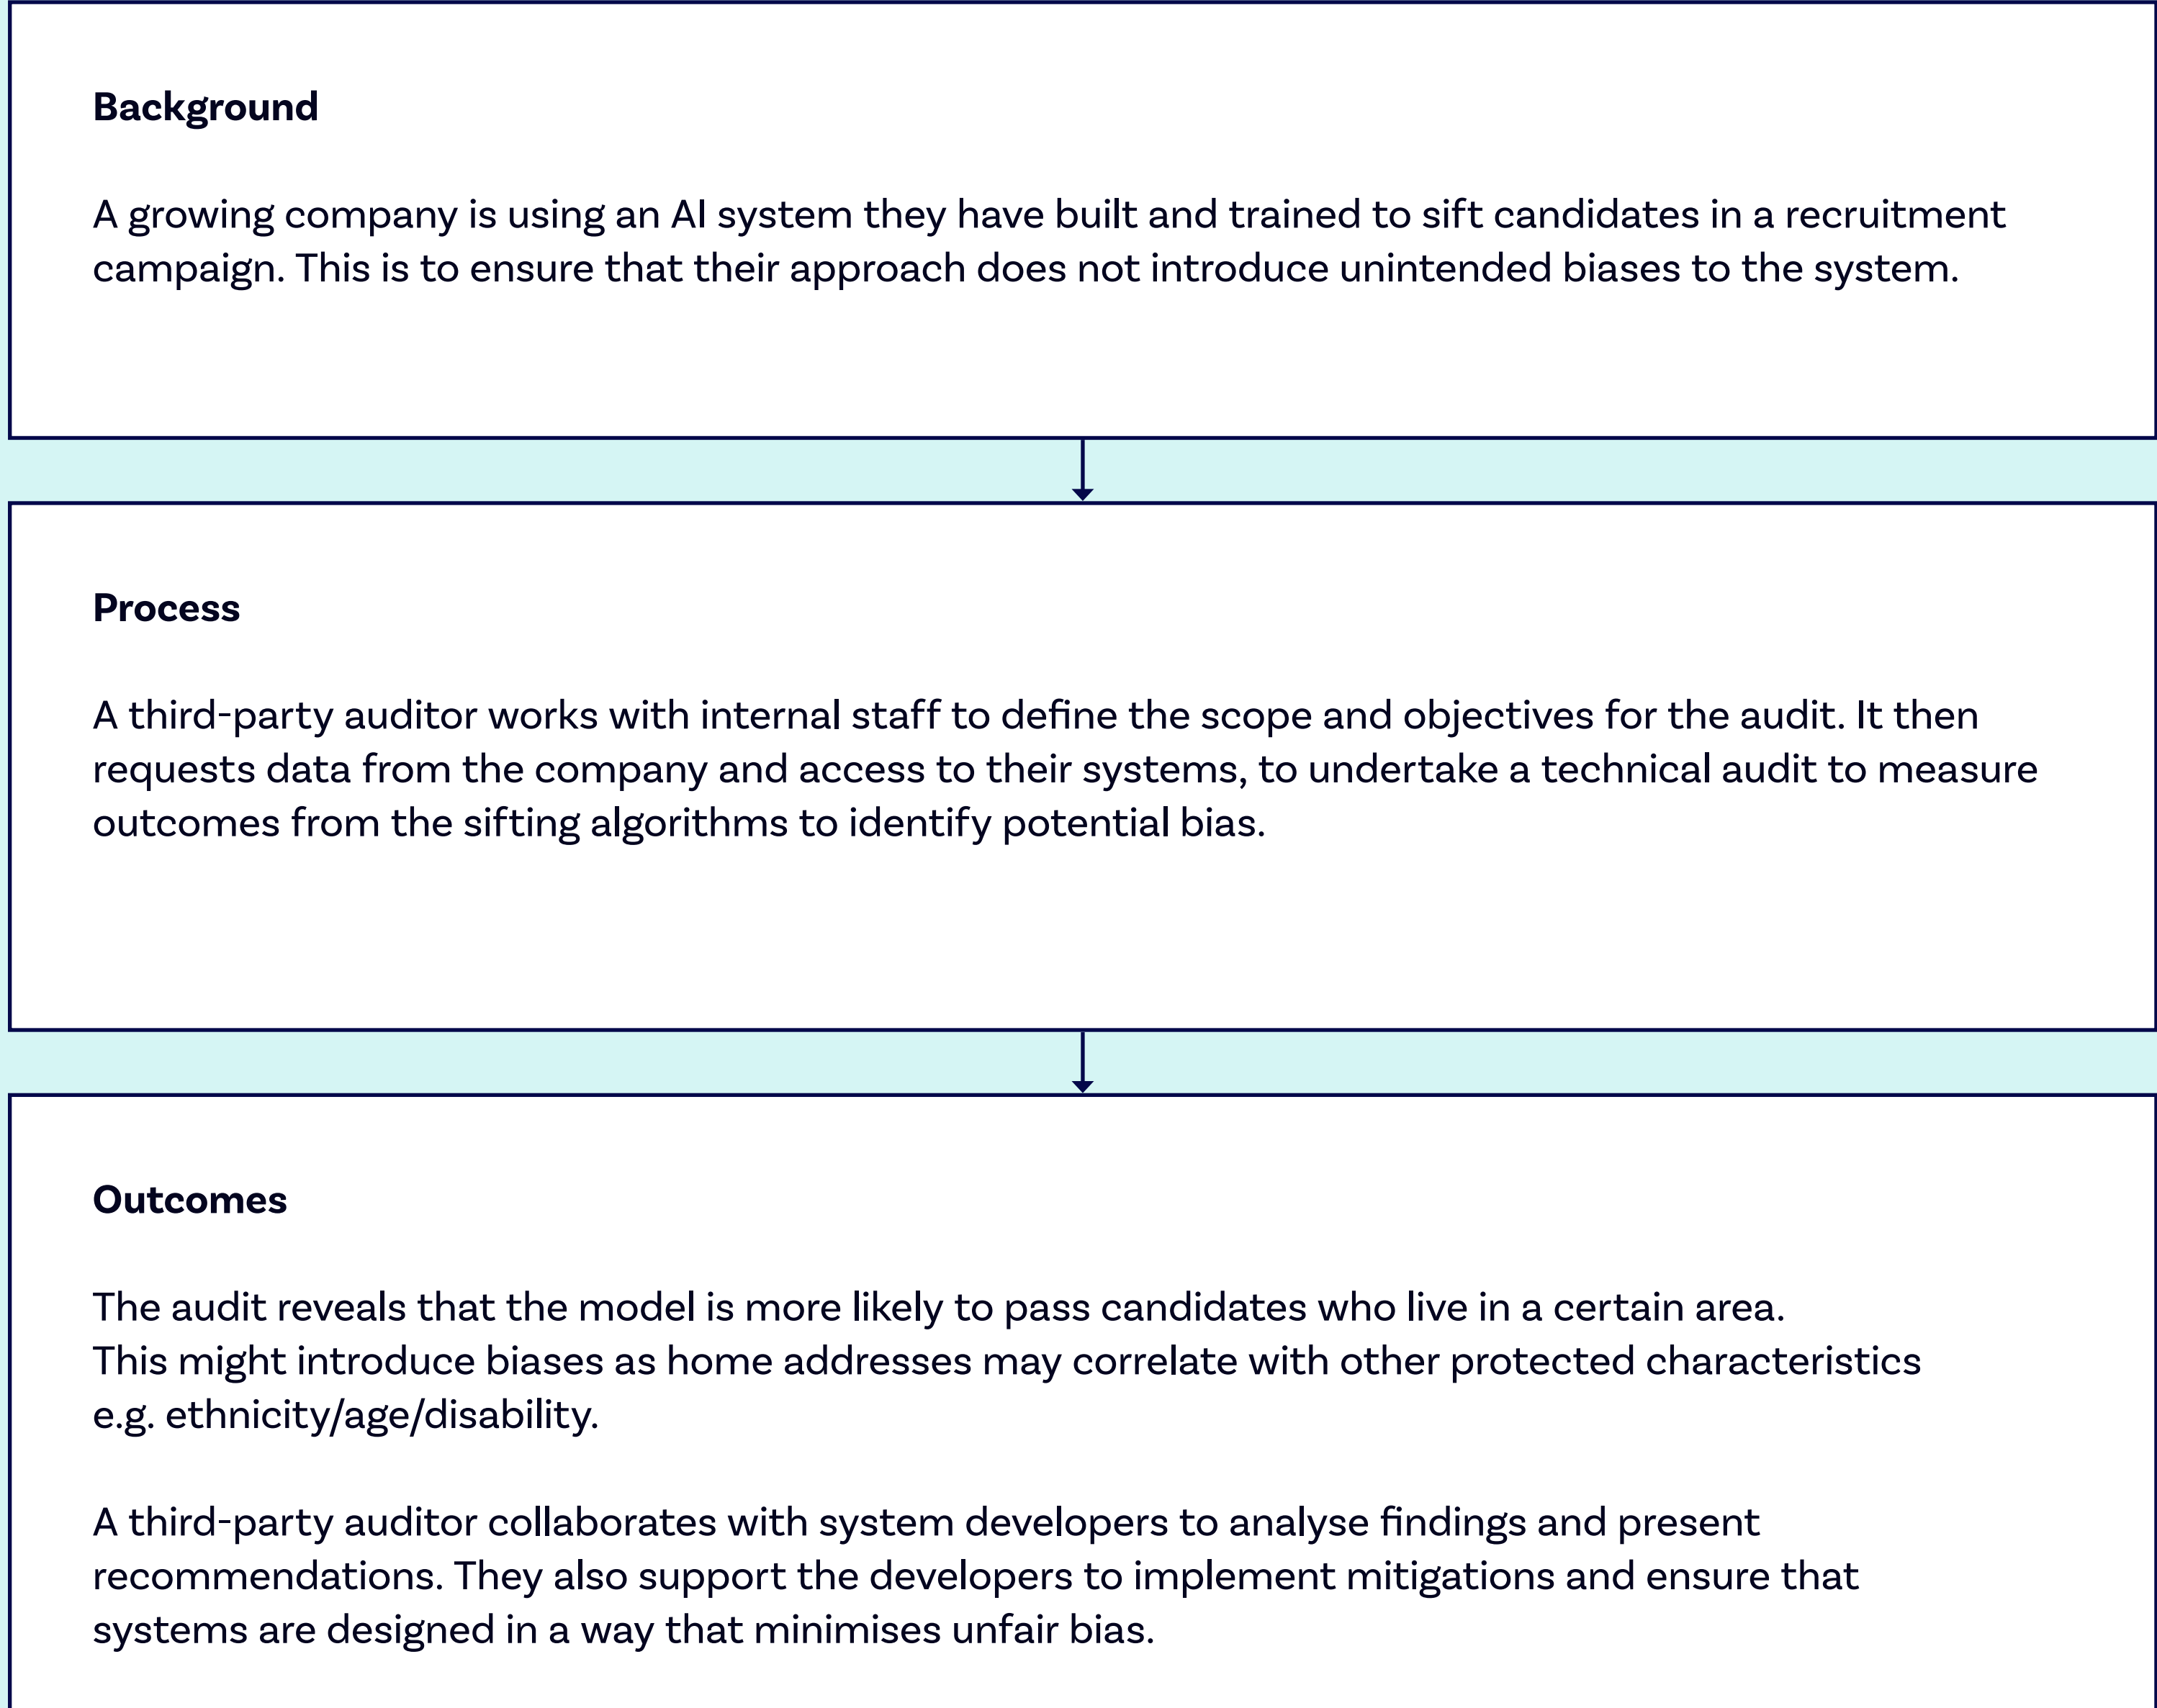 Background
A growing company is using an AI system they have built and trained to sift candidates in a recruitment
campaign. This is to ensure that their approach does not introduce unintended biases to the system.
Process
A third-party auditor works with internal staff to define the scope and objectives for the audit. It then
requests data from the company and access to their systems, to undertake a technical audit to measure
outcomes from the sifting algorithms to identify potential bias.
Outcomes
The audit reveals that the model is more likely to pass candidates who live in a certain area.
This might introduce biases as home addresses may correlate with other protected characteristics
e.g. ethnicity/age/disability.
A third-party auditor collaborates with system developers to analyse findings and present
recommendations. They also support the developers to implement mitigations and ensure that
systems are designed in a way that minimises unfair bias.